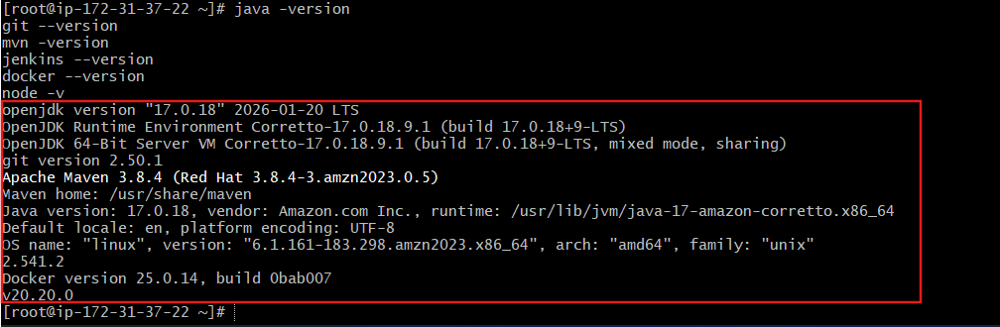 [root@ip-172-31-37-22 ~]# java -version
git --version
mvn -version
jenkins --version
docker --version
node -v
openjdk version "17.0.18" 2026-01-20 LTS
OpenJDK Runtime Environment Corretto-17.0.18.9.1 (build 17.0.18+9-LTS)
OpenJDK 64-Bit Server VM Corretto-17.0.18.9.1 (build 17.0.18+9-LTS, mixed mode, sharing)
git version 2.50.1
Apache Maven 3.8.4 (Red Hat 3.8.4-3.amzn2023.0.5)
Maven home: /usr/share/maven
Java version: 17.0.18, vendor: Amazon.com Inc., runtime: /usr/lib/jvm/java-17-amazon-corretto.x86_64
Default locale: en, platform encoding: UTF-8
OS name: "linux", version: "6.1.161-183.298.amzn2023.x86_64", arch: "amd64", family: "unix"
2.541.2
Docker version 25.0.14, build 0bab007
v20.20.0
[root@ip-172-31-37-22 ~]#